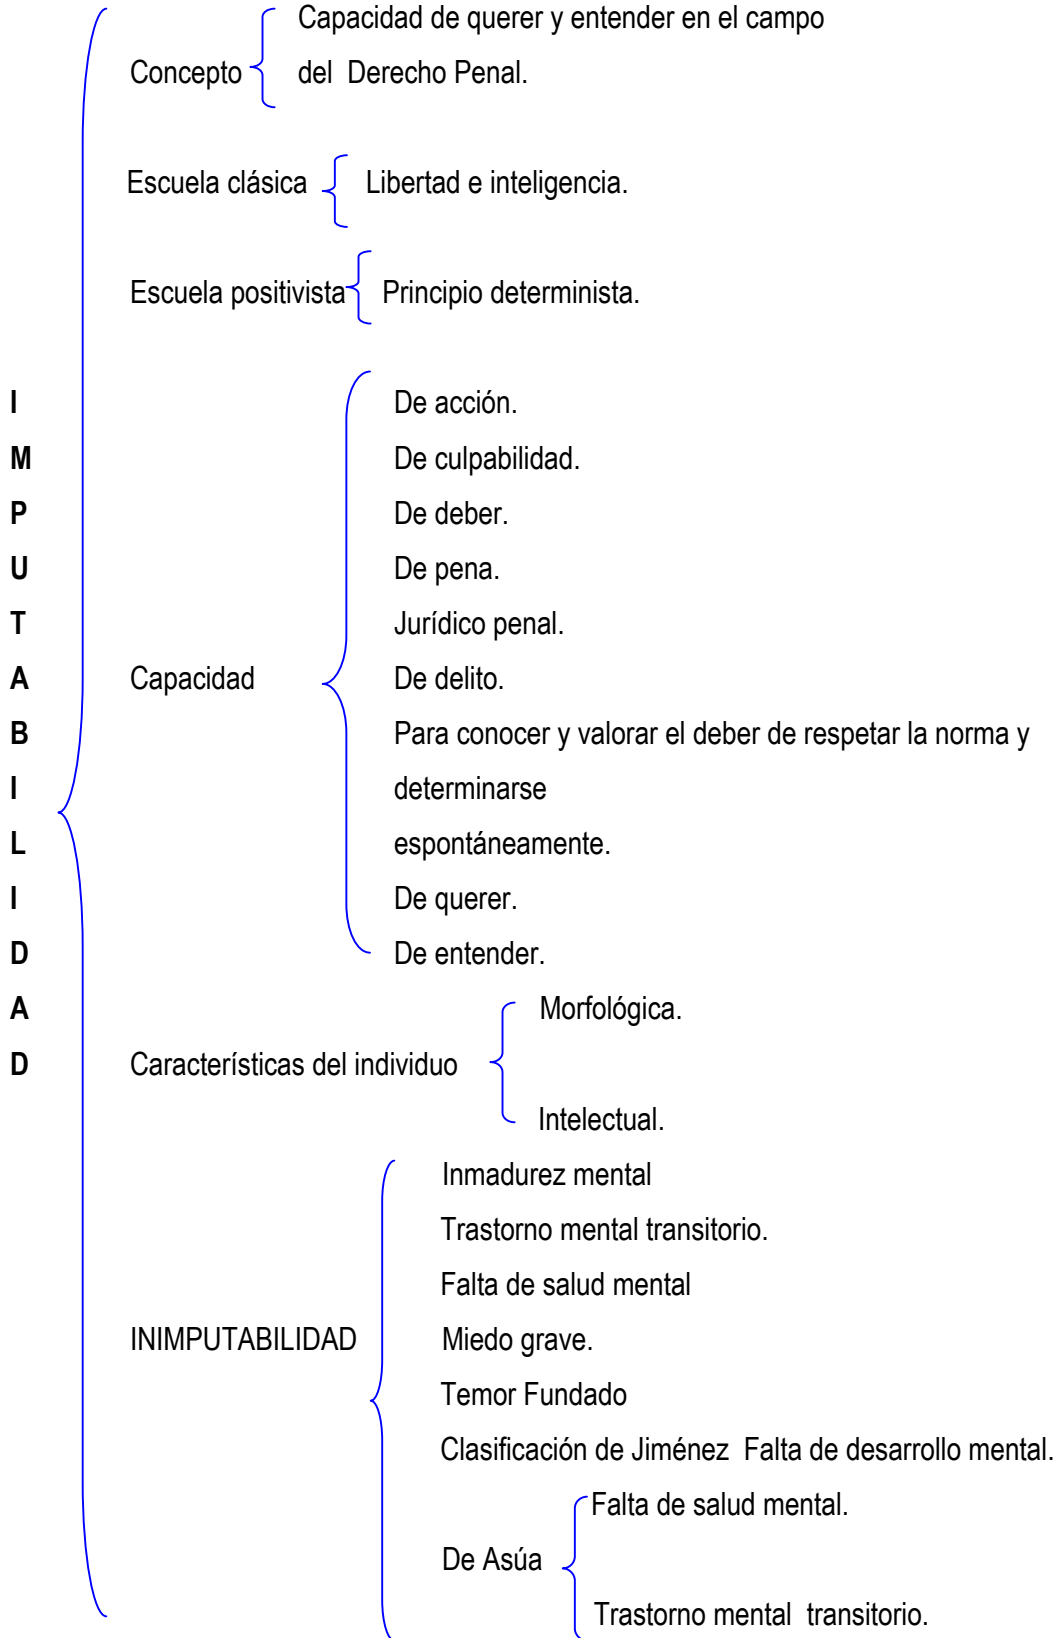 Capacidad de querer y entender en el campo
Concepto del Derecho Penal.
Escuela clásica Libertad e inteligencia.
Escuela positivista Principio determinista.
I De acción.
M De culpabilidad.
P De deber.
U De pena.
T Jurídico penal.
A Capacidad De delito.
B Para conocer y valorar el deber de respetar la norma y
I determinarse
L espontáneamente.
I De querer.
D De entender.
A Morfológica.
D Características del individuo
Intelectual.
Inmadurez mental
Trastorno mental transitorio.
Falta de salud mental
INIMPUTABILIDAD Miedo grave.
Temor Fundado
Clasificación de Jiménez Falta de desarrollo mental.
Falta de salud mental.
De Asúa
Trastorno mental transitorio.